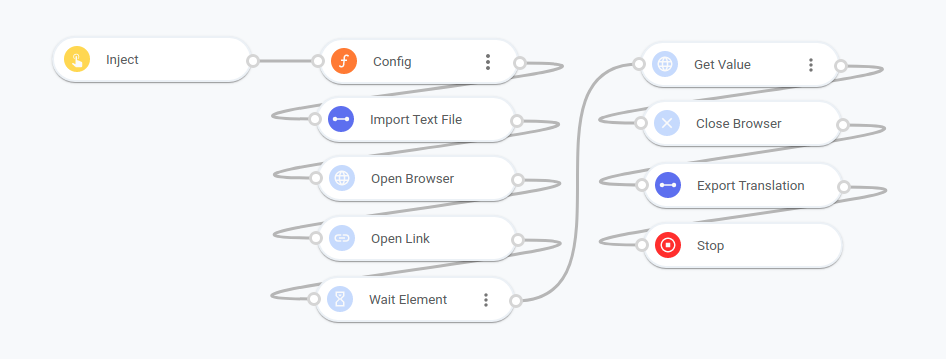 Inject
Config
Import Text File
Open Browser
Open Link
Wait Element
Get Value
Close Browser
Export Translation
Stop